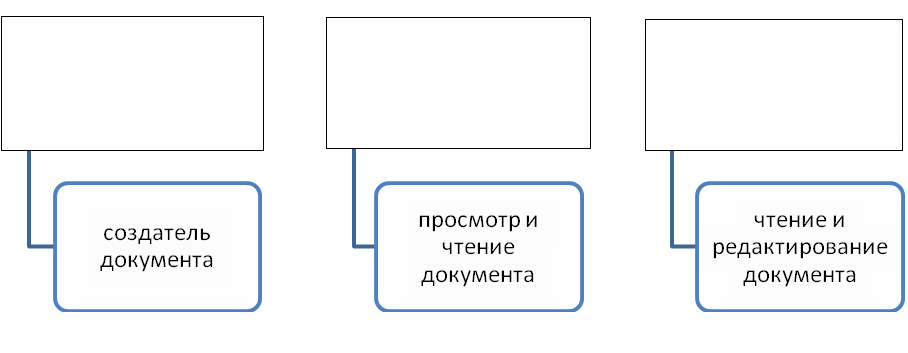 создатель
документа
просмотр и
чтение
документа
чтение и
редактирование
документа